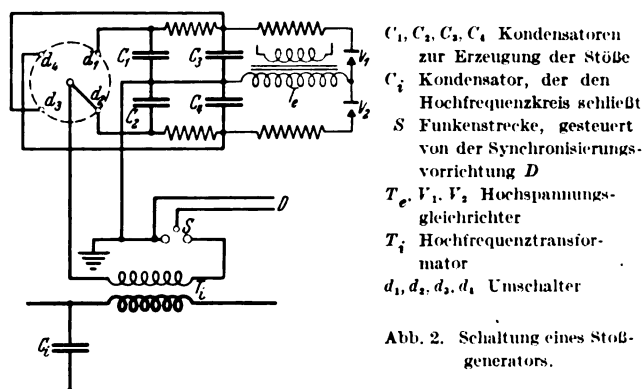 d₄ d₁ C₁ C₃ V₁
d₃ d₂ C₂ C₄ Tₑ V₂
S D
Tᵢ
Cᵢ
C₁, C₂, C₃, C₄ Kondensatoren
zur Erzeugung der Stöße
Cᵢ Kondensator, der den
Hochfrequenzkreis schließt
S Funkenstrecke, gesteuert
von der Synchronisierungs-
vorrichtung D
Tₑ, V₁, V₂ Hochspannungs-
gleichrichter
Tᵢ Hochfrequenztransfor-
mator
d₁, d₂, d₃, d₄ Umschalter
Abb. 2. Schaltung eines Stoß-
generators.